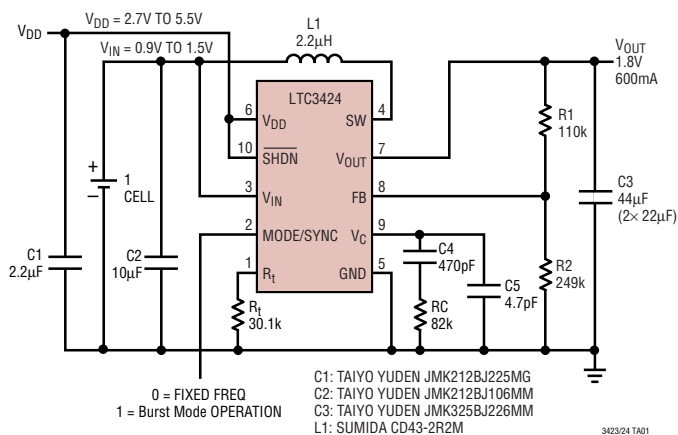 V_DD = 2.7V TO 5.5V
V_DD
V_IN = 0.9V TO 1.5V
L1
2.2µH
V_OUT
1.8V
600mA
LTC3424
6 V_DD
SW 4
10 S̅H̅D̅N̅
V_OUT 7
3 V_IN
FB 8
2 MODE/SYNC
V_C 9
1 R_t
GND 5
+
–
1
CELL
C1
2.2µF
C2
10µF
R_t
30.1k
C4
470pF
RC
82k
C5
4.7pF
R1
110k
R2
249k
C3
44µF
(2× 22µF)
0 = FIXED FREQ
1 = Burst Mode OPERATION
C1: TAIYO YUDEN JMK212BJ225MG
C2: TAIYO YUDEN JMK212BJ106MM
C3: TAIYO YUDEN JMK325BJ226MM
L1: SUMIDA CD43-2R2M
3423/24 TA01